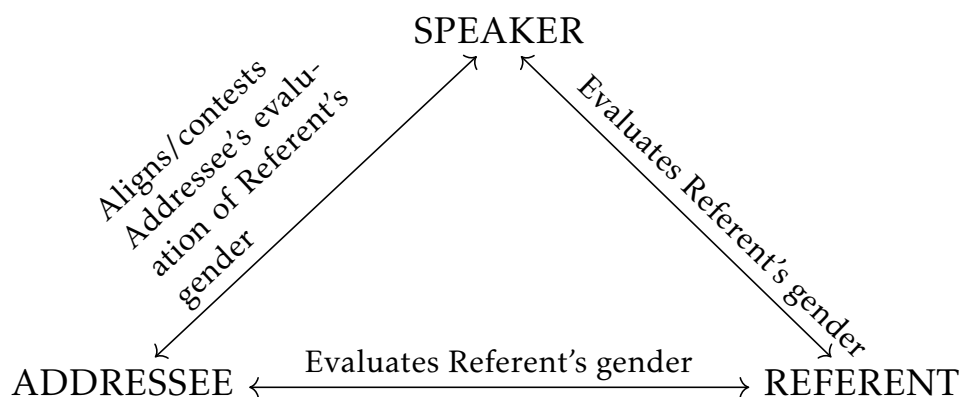 SPEAKER
Aligns/contests
Addressee's evalu-
ation of Referent's
gender
Evaluates Referent's gender
Evaluates Referent's gender
ADDRESSEE
REFERENT